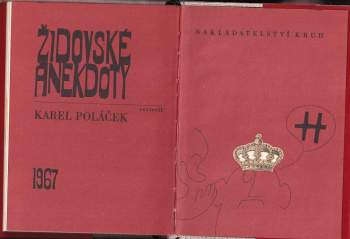 ŽIDOVSKÉ
ANEKDOTY
KAREL POLÁČEK
1967
NAKLADATELSTVÍ KRUH
H